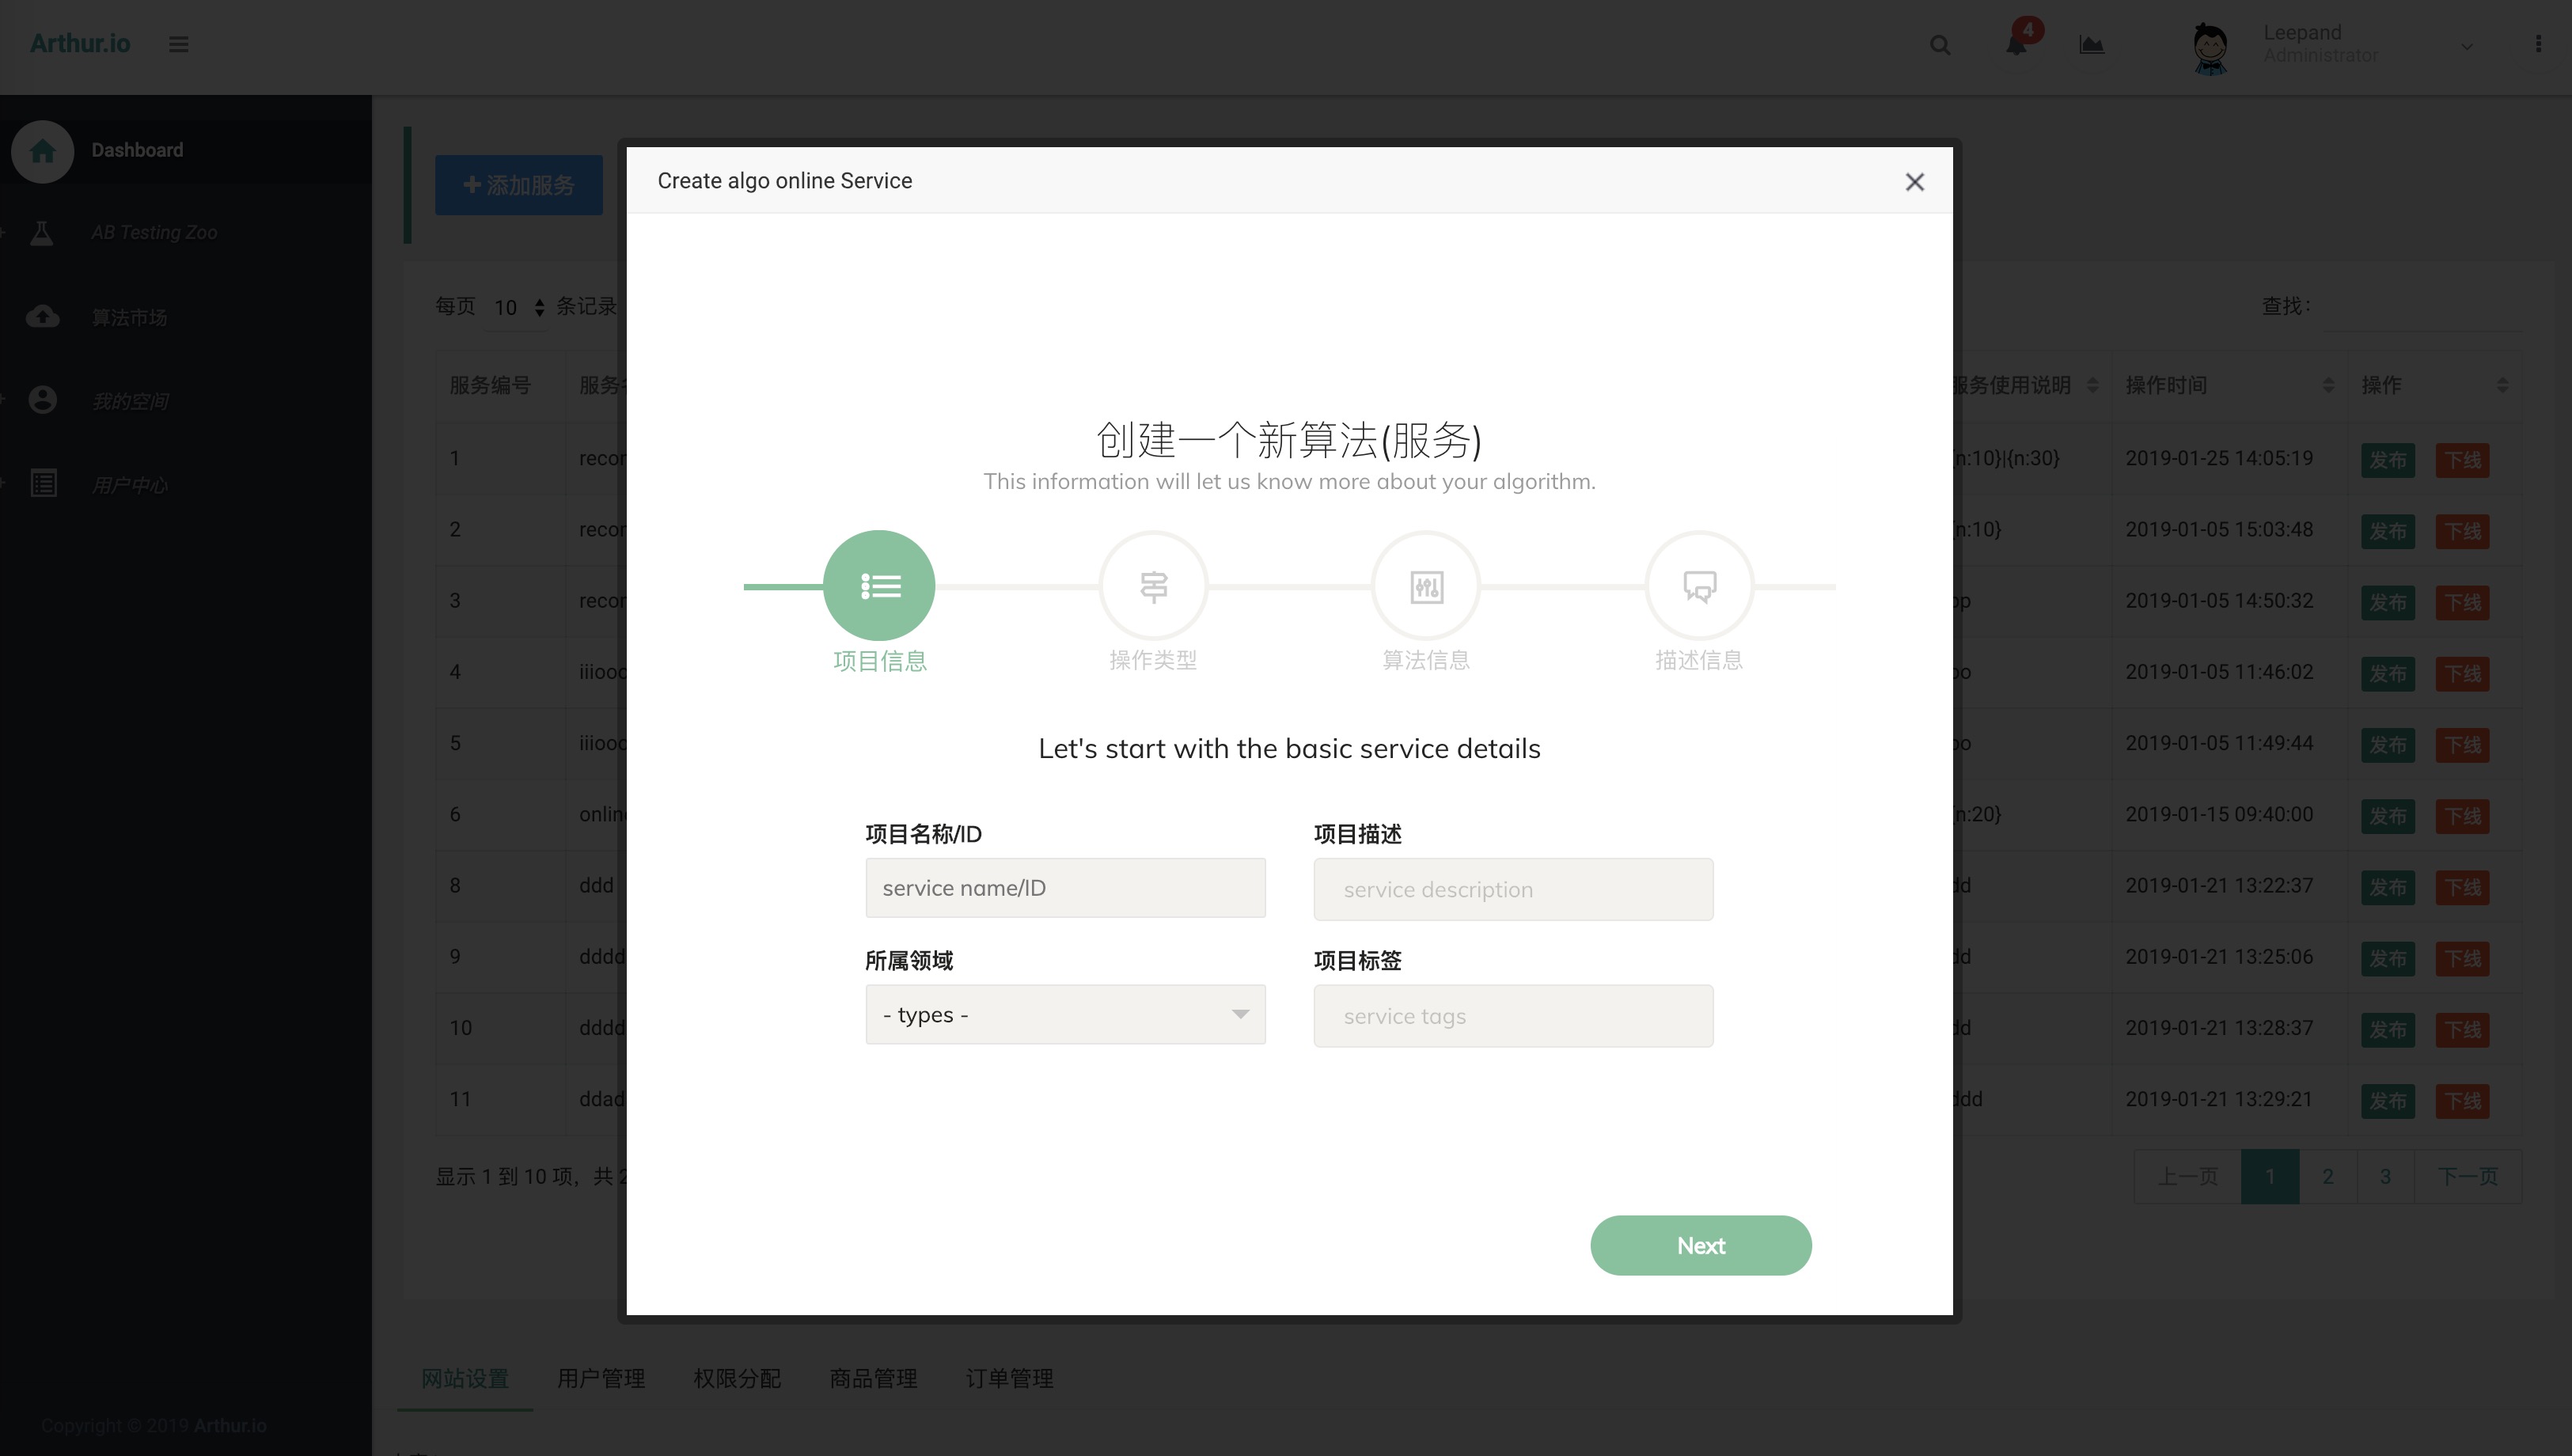 Arthur.io
4
Leepand
Administrator
Dashboard
AB Testing Zoo
算法市场
我的空间
用户中心
添加服务
每页 10 条记录
查找:
服务编号 服务
服务使用说明 操作时间 操作
1 recor n:10}|{n:30} 2019-01-25 14:05:19 发布 下线
2 recor n:10} 2019-01-05 15:03:48 发布 下线
3 recor op 2019-01-05 14:50:32 发布 下线
4 iiiooo oo 2019-01-05 11:46:02 发布 下线
5 iiiooo oo 2019-01-05 11:49:44 发布 下线
6 online n:20} 2019-01-15 09:40:00 发布 下线
8 ddd dd 2019-01-21 13:22:37 发布 下线
9 dddd dd 2019-01-21 13:25:06 发布 下线
10 dddd dd 2019-01-21 13:28:37 发布 下线
11 ddad ddd 2019-01-21 13:29:21 发布 下线
显示 1 到 10 项，共 2
上一页 1 2 3 下一页
Create algo online Service
创建一个新算法(服务)
This information will let us know more about your algorithm.
项目信息 操作类型 算法信息 描述信息
Let's start with the basic service details
项目名称/ID 项目描述
service name/ID service description
所属领域 项目标签
- types - service tags
Next
网站设置 用户管理 权限分配 商品管理 订单管理
Copyright © 2019 Arthur.io